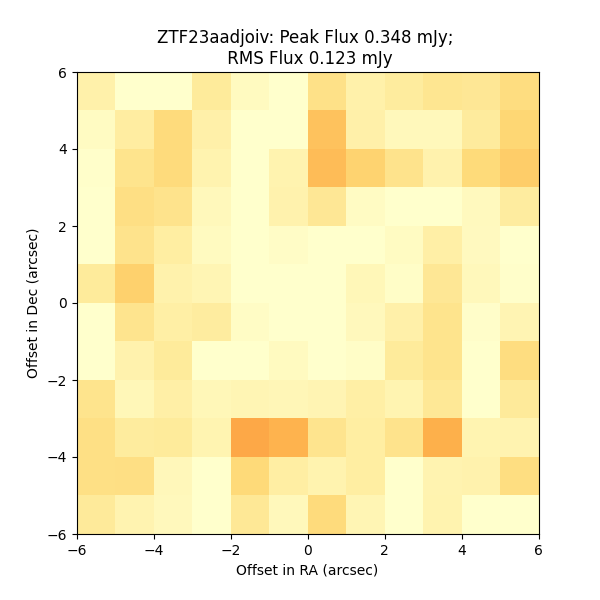 ZTF23aadjoiv: Peak Flux 0.348 mJy;
RMS Flux 0.123 mJy
6
4
2
0
−2
−4
−6
Offset in Dec (arcsec)
−6 −4 −2 0 2 4 6
Offset in RA (arcsec)